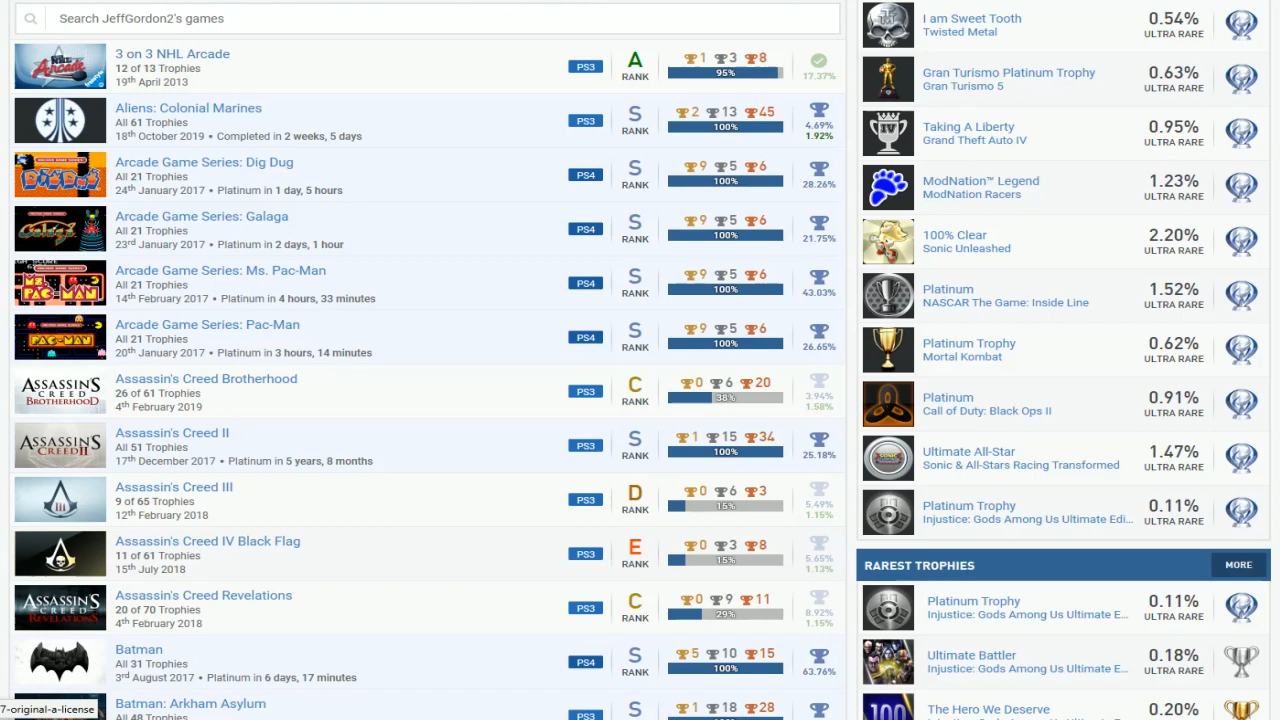 Search JeffGordon2's games
3 on 3 NHL Arcade
12 of 13 Trophies
19th April 2013
PS3
A
RANK
1 3 8
95%
17.37%
Aliens: Colonial Marines
All 61 Trophies
18th October 2019 • Completed in 2 weeks, 5 days
PS3
S
RANK
2 13 45
100%
4.69%
1.92%
Arcade Game Series: Dig Dug
All 21 Trophies
24th January 2017 • Platinum in 1 day, 5 hours
PS4
S
RANK
9 5 6
100%
28.26%
Arcade Game Series: Galaga
All 21 Trophies
23rd January 2017 • Platinum in 2 days, 1 hour
PS4
S
RANK
9 5 6
100%
21.75%
Arcade Game Series: Ms. Pac-Man
All 21 Trophies
14th February 2017 • Platinum in 4 hours, 33 minutes
PS4
S
RANK
9 5 6
100%
43.03%
Arcade Game Series: Pac-Man
All 21 Trophies
20th January 2017 • Platinum in 3 hours, 14 minutes
PS4
S
RANK
9 5 6
100%
26.65%
ASSASSIN'S
CREED
BROTHERHOOD
Assassin's Creed Brotherhood
26 of 61 Trophies
4th February 2019
PS3
C
RANK
0 6 20
38%
3.94%
1.58%
ASSASSIN'S
CREED II
Assassin's Creed II
All 51 Trophies
17th December 2017 • Platinum in 5 years, 8 months
PS3
S
RANK
1 15 34
100%
25.18%
Assassin's Creed III
9 of 65 Trophies
12th February 2018
PS3
D
RANK
0 6 3
15%
5.49%
1.15%
Assassin's Creed IV Black Flag
11 of 61 Trophies
15th July 2018
PS3
E
RANK
0 3 8
15%
5.65%
1.13%
ASSASSIN'S
CREED
REVELATIONS
Assassin's Creed Revelations
20 of 70 Trophies
4th February 2018
PS3
C
RANK
0 9 11
29%
8.92%
1.15%
Batman
All 31 Trophies
3rd August 2017 • Platinum in 6 days, 17 minutes
PS4
S
RANK
5 10 15
100%
63.76%
Batman: Arkham Asylum
All 48 Trophies
PS3
S
1 18 28
7-original-a-license
I am Sweet Tooth
Twisted Metal
0.54%
ULTRA RARE
Gran Turismo Platinum Trophy
Gran Turismo 5
0.63%
ULTRA RARE
Taking A Liberty
Grand Theft Auto IV
0.95%
ULTRA RARE
ModNation™ Legend
ModNation Racers
1.23%
ULTRA RARE
100% Clear
Sonic Unleashed
2.20%
ULTRA RARE
Platinum
NASCAR The Game: Inside Line
1.52%
ULTRA RARE
Platinum Trophy
Mortal Kombat
0.62%
ULTRA RARE
Platinum
Call of Duty: Black Ops II
0.91%
ULTRA RARE
Ultimate All-Star
Sonic & All-Stars Racing Transformed
1.47%
ULTRA RARE
Platinum Trophy
Injustice: Gods Among Us Ultimate Edi...
0.11%
ULTRA RARE
RAREST TROPHIES
MORE
Platinum Trophy
Injustice: Gods Among Us Ultimate E...
0.11%
ULTRA RARE
Ultimate Battler
Injustice: Gods Among Us Ultimate E...
0.18%
ULTRA RARE
100
The Hero We Deserve
0.20%